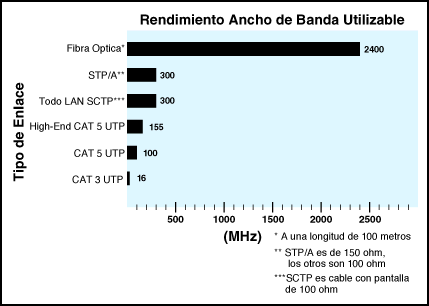 Rendimiento Ancho de Banda Utilizable
Tipo de Enlace
Fibra Optica* 2400
STP/A** 300
Todo LAN SCTP*** 300
High-End CAT 5 UTP 155
CAT 5 UTP 100
CAT 3 UTP 16
500 1000 1500 2000 2500
(MHz)
* A una longitud de 100 metros
** STP/A es de 150 ohm,
los otros son 100 ohm
***SCTP es cable con pantalla
de 100 ohm